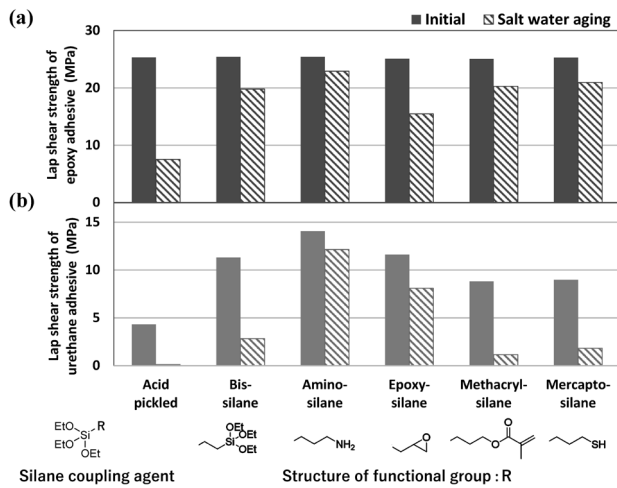 (a)
Initial
Salt water aging
Lap shear strength of
epoxy adhesive (MPa)
30
20
10
0
(b)
Lap shear strength of
urethane adhesive (MPa)
15
10
5
0
Acid
pickled
Bis-
silane
Amino-
silane
Epoxy-
silane
Methacryl-
silane
Mercapto-
silane
EtO R
Si
EtO OEt
OEt
OEt
Si
OEt
NH2
O
O
O
SH
Silane coupling agent
Structure of functional group : R